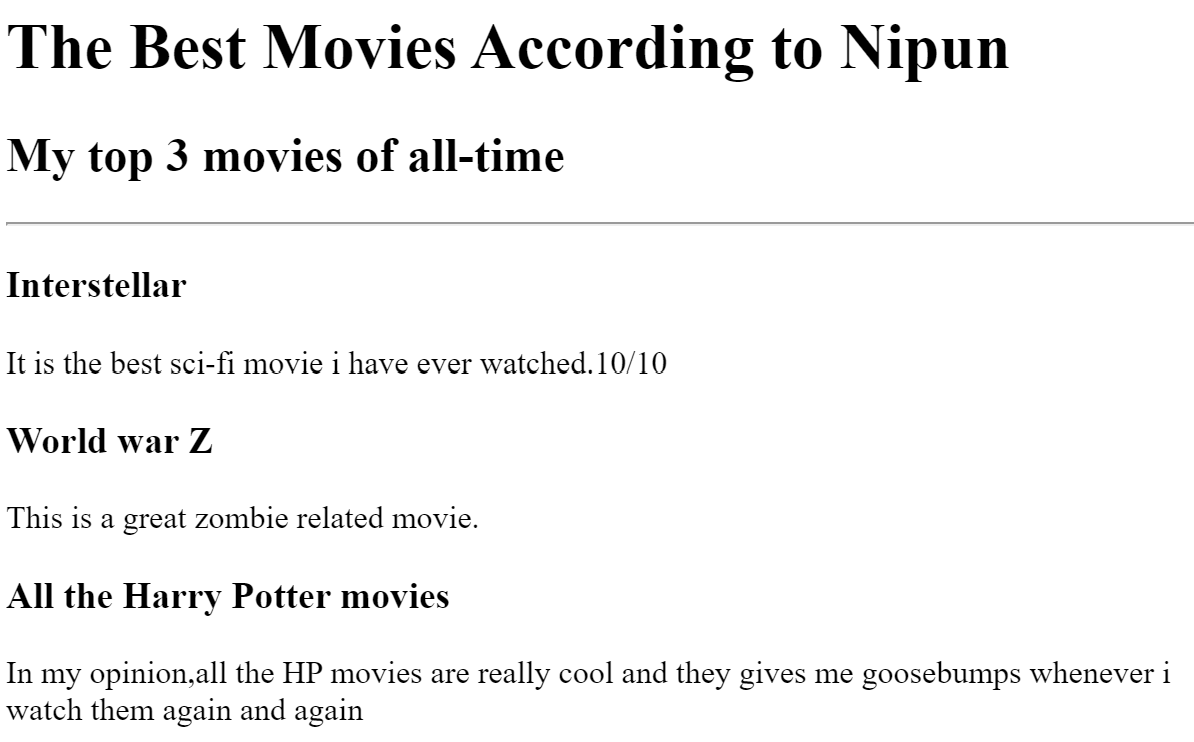 The Best Movies According to Nipun
My top 3 movies of all-time
Interstellar
It is the best sci-fi movie i have ever watched.10/10
World war Z
This is a great zombie related movie.
All the Harry Potter movies
In my opinion,all the HP movies are really cool and they gives me goosebumps whenever i
watch them again and again